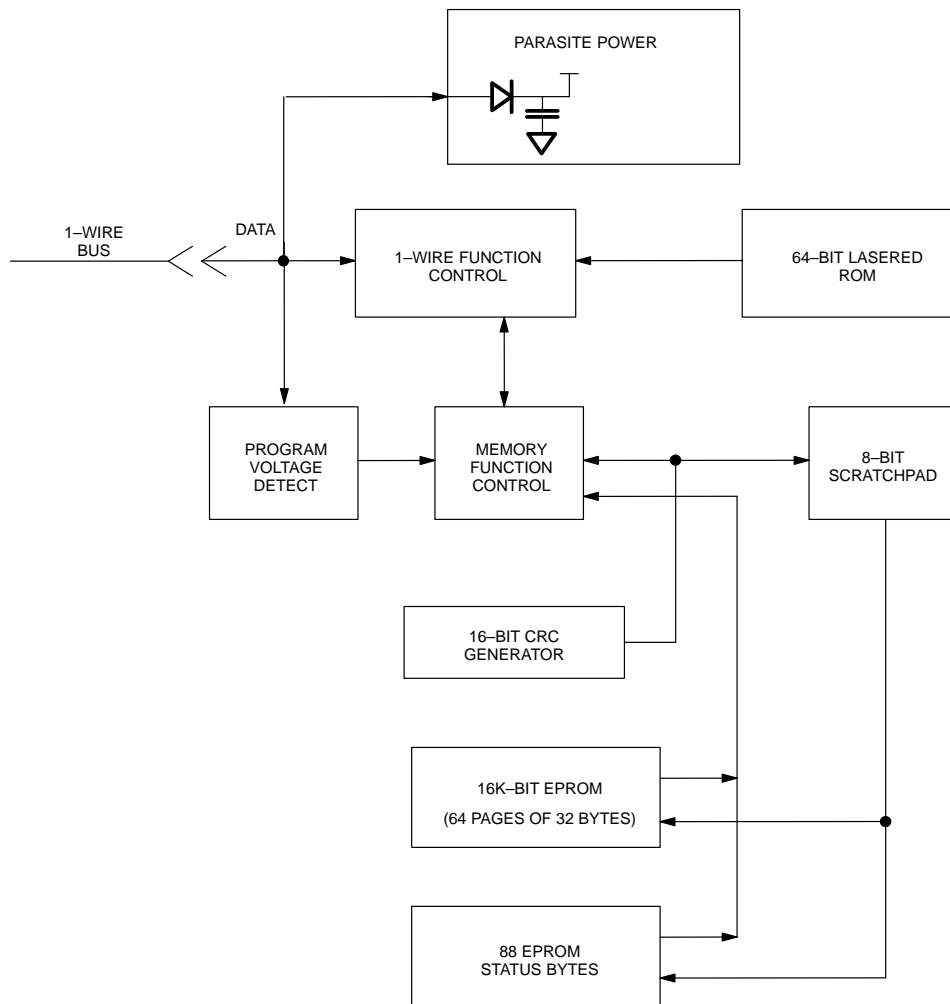 PARASITE POWER
1–WIRE
BUS
DATA
1–WIRE FUNCTION
CONTROL
64–BIT LASERED
ROM
PROGRAM
VOLTAGE
DETECT
MEMORY
FUNCTION
CONTROL
8–BIT
SCRATCHPAD
16–BIT CRC
GENERATOR
16K–BIT EPROM
(64 PAGES OF 32 BYTES)
88 EPROM
STATUS BYTES